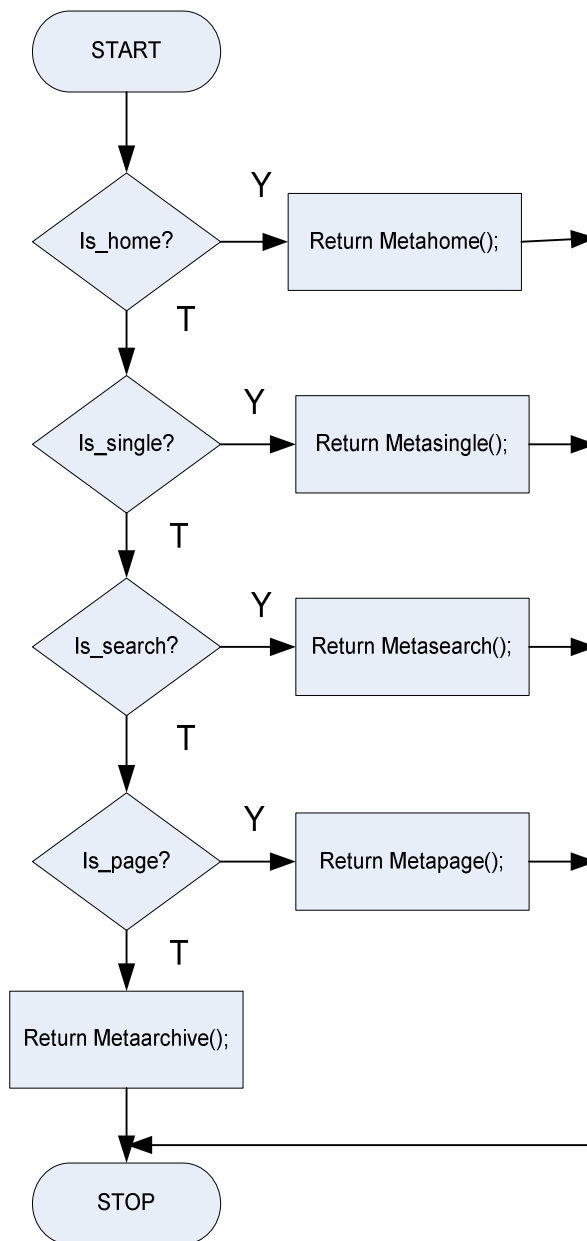 START
Y
Is_home?
Return Metahome();
T
Y
Is_single?
Return Metasingle();
T
Y
Is_search?
Return Metasearch();
T
Y
Is_page?
Return Metapage();
T
Return Metaarchive();
STOP